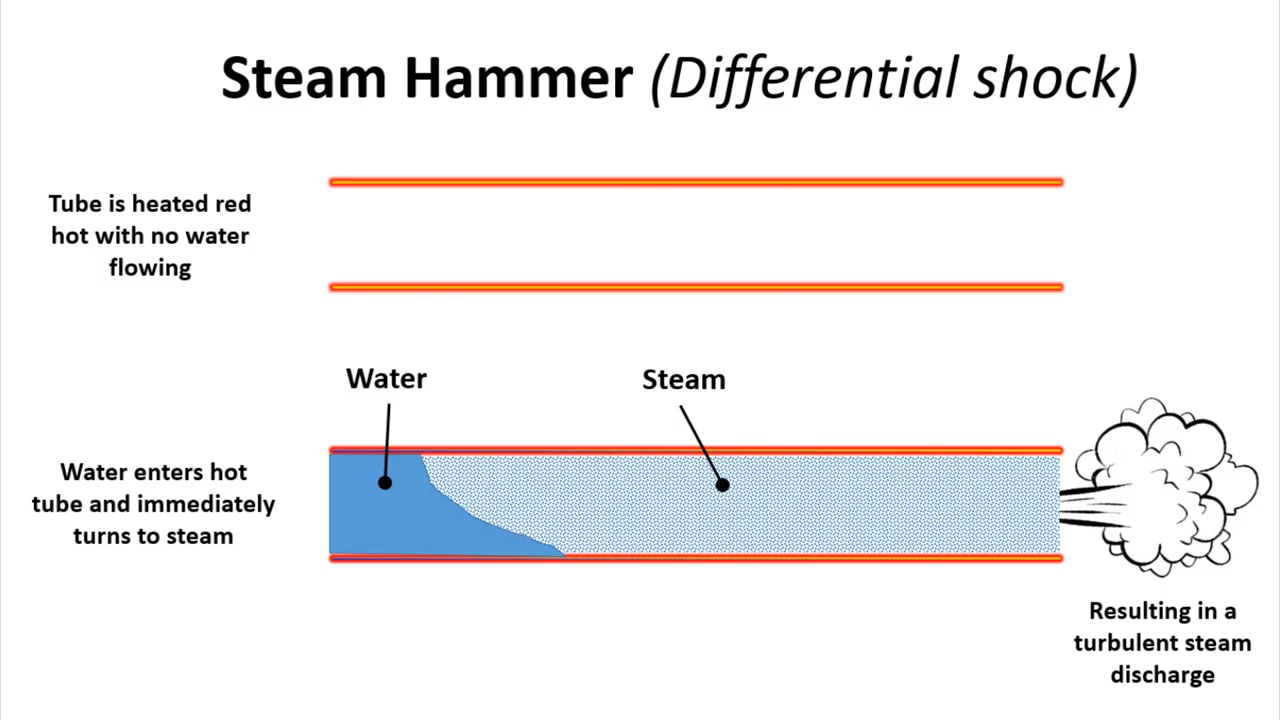 Steam Hammer (Differential shock)
Tube is heated red
hot with no water
flowing
Water
Steam
Water enters hot
tube and immediately
turns to steam
Resulting in a
turbulent steam
discharge